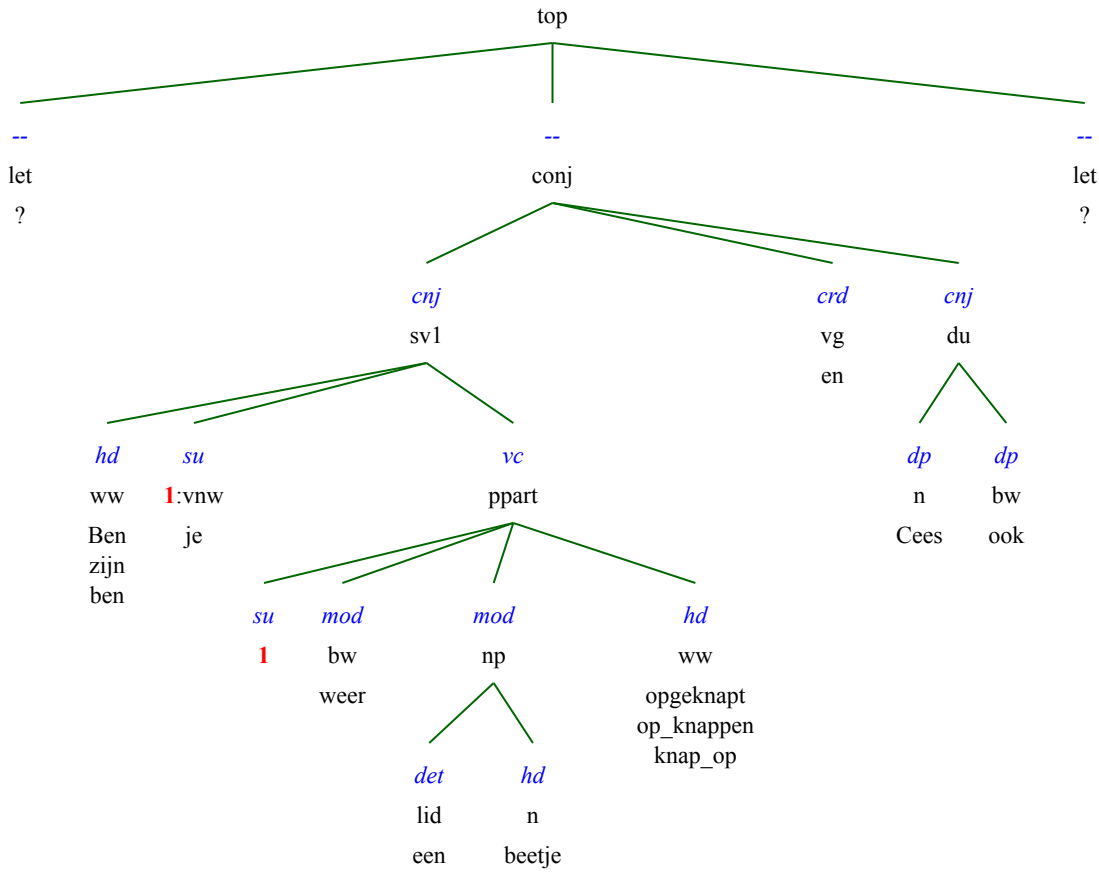 top
-- -- --
let conj let
? ?
cnj crd cnj
sv1 vg du
en
hd su vc dp dp
ww 1:vnw ppart n bw
Ben je Cees ook
zijn
ben
su mod mod hd
1 bw np ww
weer opgeknapt
op_knappen
knap_op
det hd
lid n
een beetje